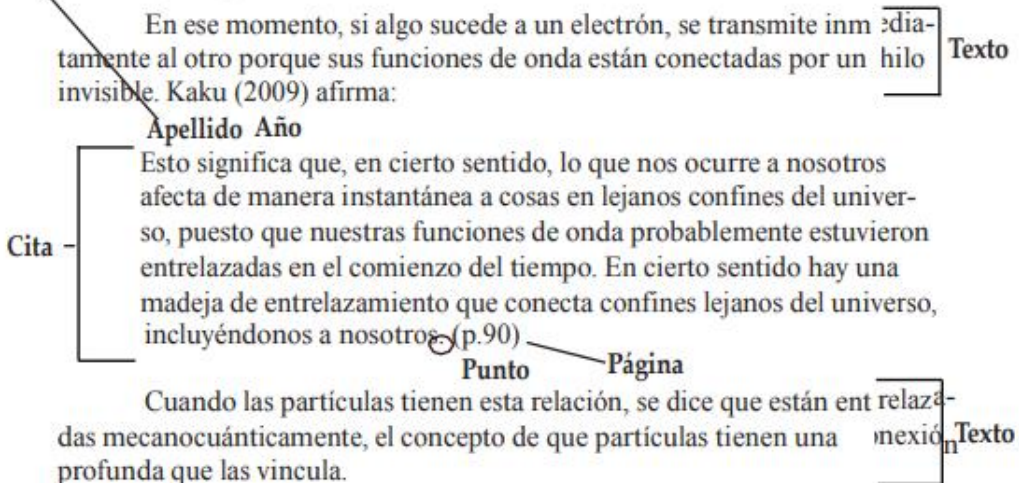 En ese momento, si algo sucede a un electrón, se transmite inmedia-
tamente al otro porque sus funciones de onda están conectadas por un hilo
Texto
invisible. Kaku (2009) afirma:
Apellido Año
Esto significa que, en cierto sentido, lo que nos ocurre a nosotros
afecta de manera instantánea a cosas en lejanos confines del univer-
so, puesto que nuestras funciones de onda probablemente estuvieron
Cita
entrelazadas en el comienzo del tiempo. En cierto sentido hay una
madeja de entrelazamiento que conecta confines lejanos del universo,
incluyéndonos a nosotros. (p.90)
Punto Página
Cuando las partículas tienen esta relación, se dice que están entrelaza-
das mecanocuánticamente, el concepto de que partículas tienen una onexión
Texto
profunda que las vincula.